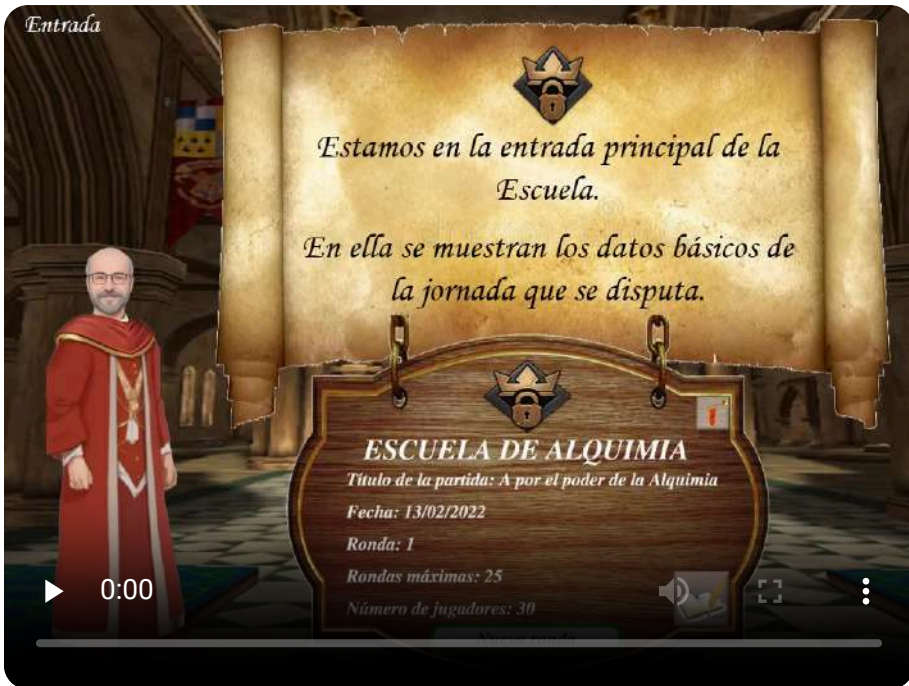 Entrada
Estamos en la entrada principal de la
Escuela.
En ella se muestran los datos básicos de
la jornada que se disputa.
ESCUELA DE ALQUIMIA
Título de la partida: A por el poder de la Alquimia
Fecha: 13/02/2022
Ronda: 1
Rondas máximas: 25
Número de jugadores: 30
Nueva ronda
0:00